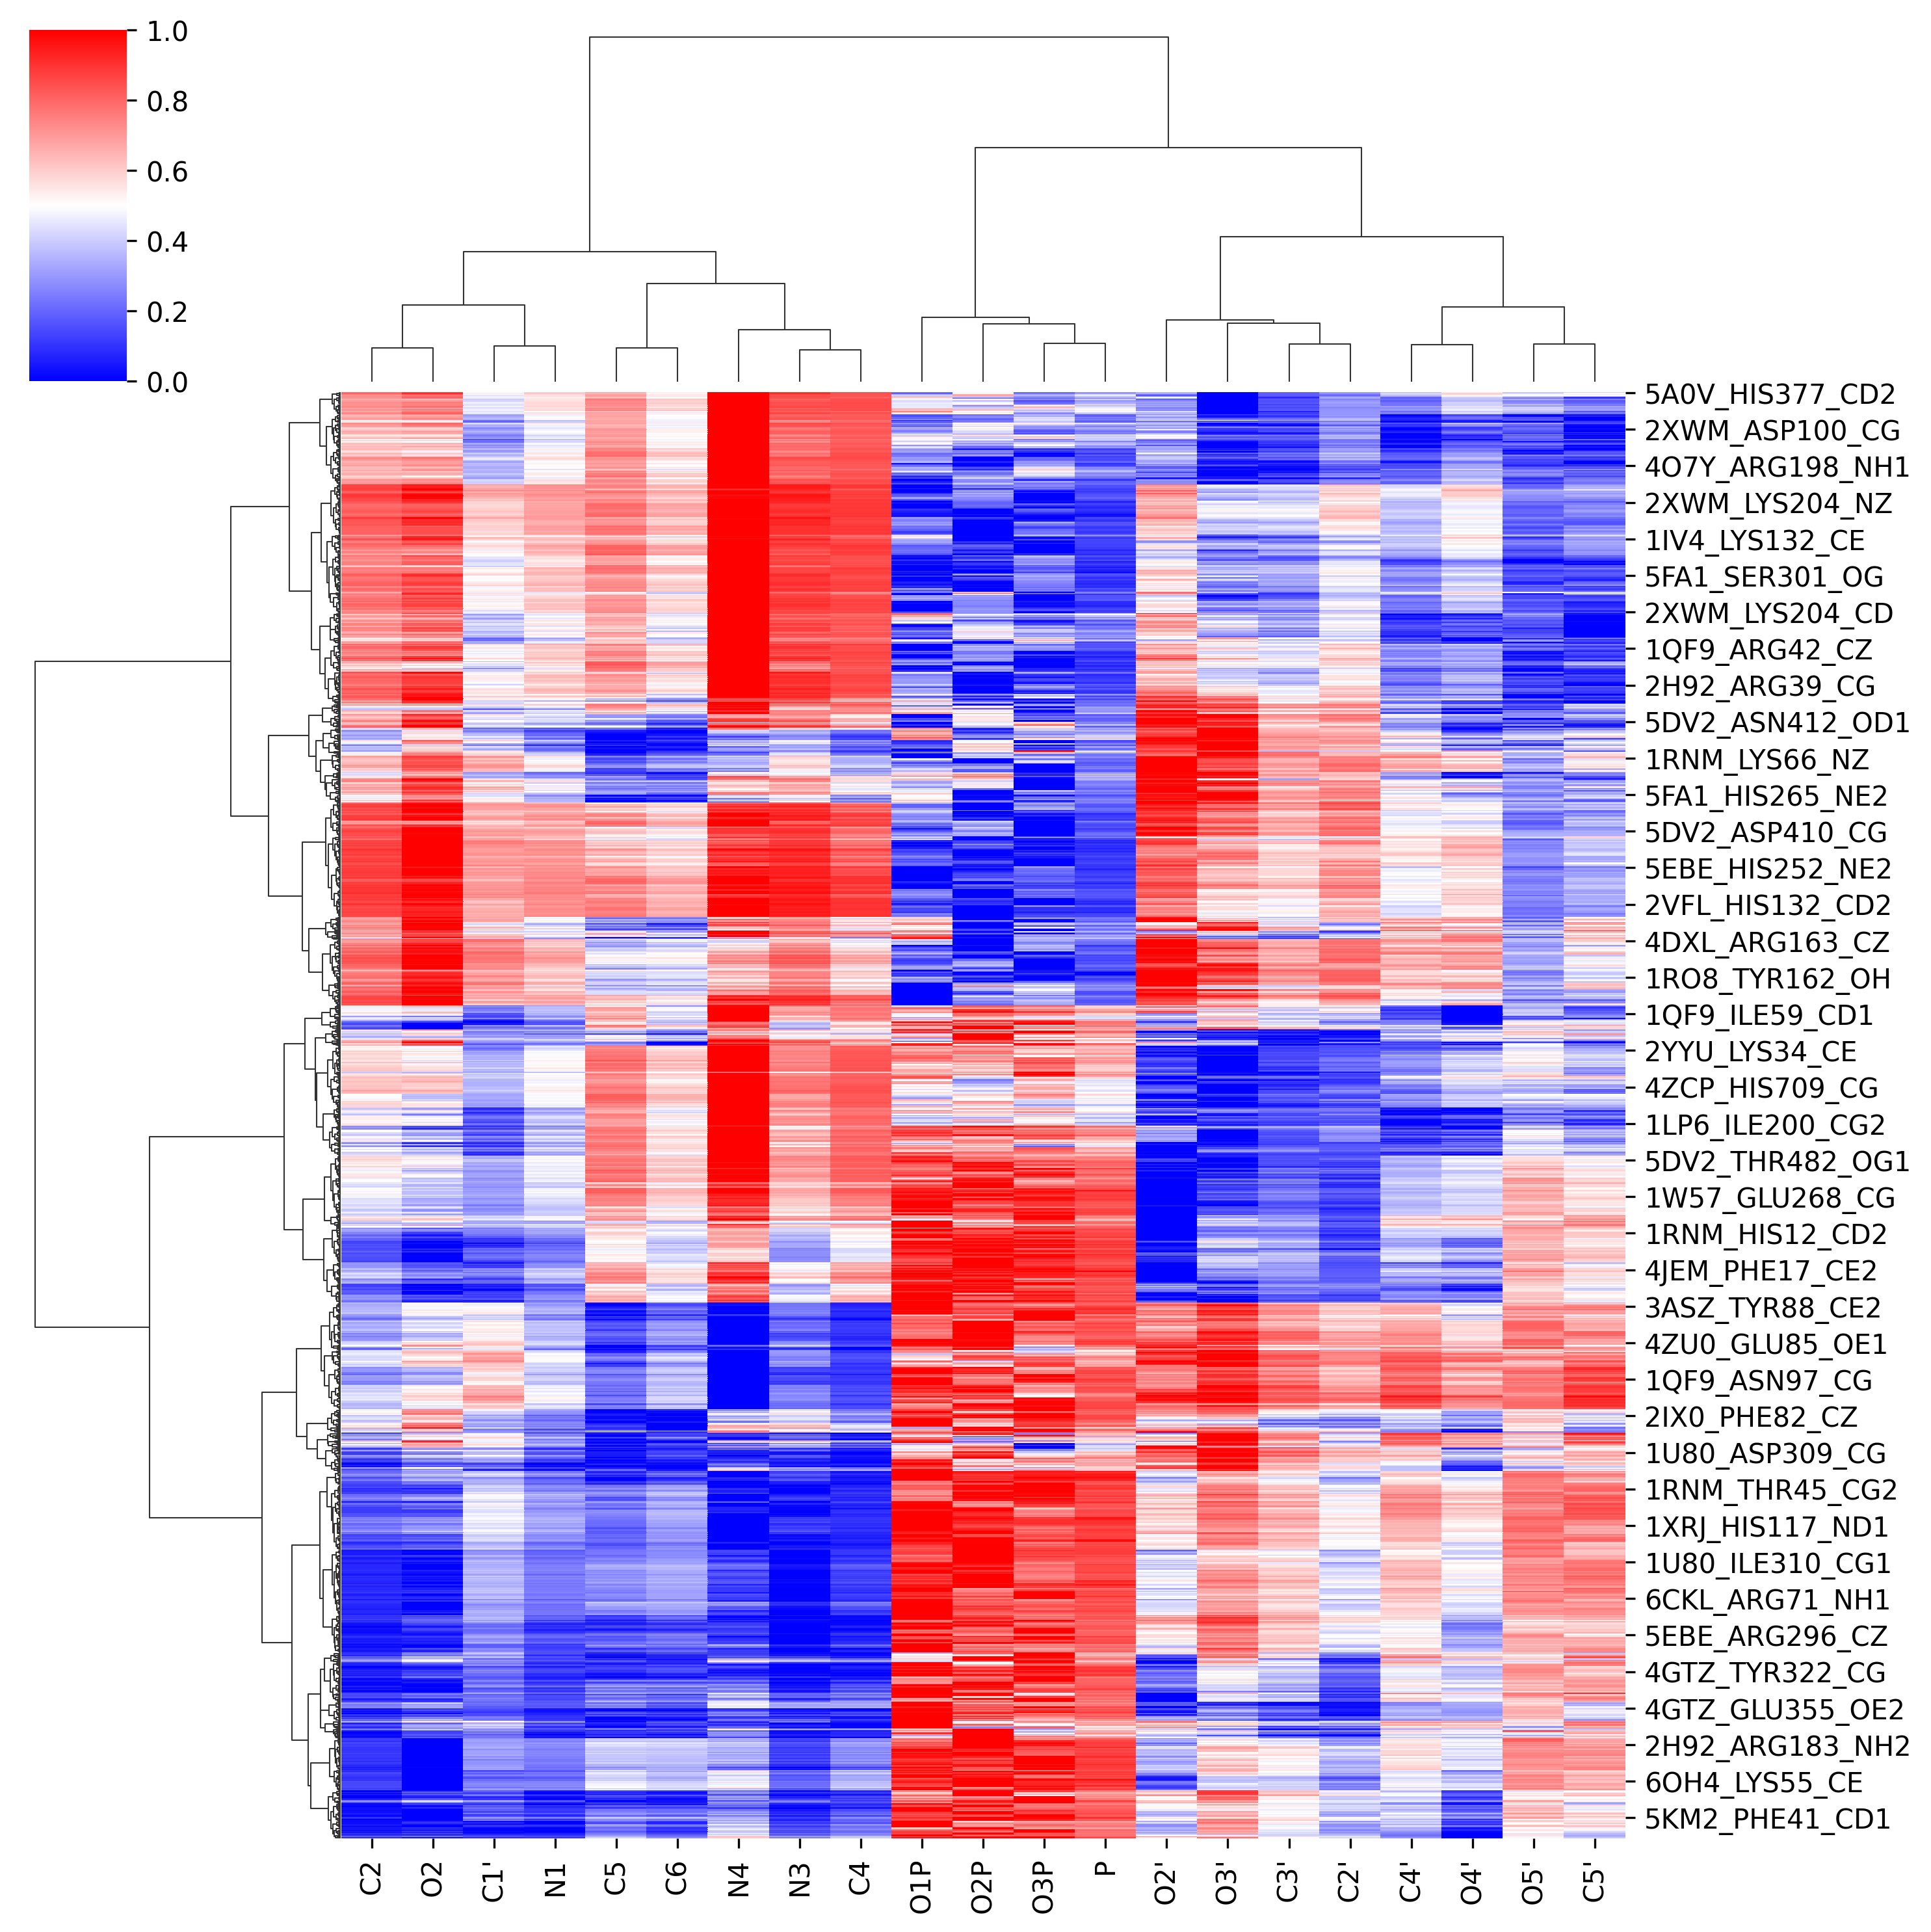 1.0
0.8
0.6
0.4
0.2
0.0
5A0V_HIS377_CD2
2XWM_ASP100_CG
4O7Y_ARG198_NH1
2XWM_LYS204_NZ
1IV4_LYS132_CE
5FA1_SER301_OG
2XWM_LYS204_CD
1QF9_ARG42_CZ
2H92_ARG39_CG
5DV2_ASN412_OD1
1RNM_LYS66_NZ
5FA1_HIS265_NE2
5DV2_ASP410_CG
5EBE_HIS252_NE2
2VFL_HIS132_CD2
4DXL_ARG163_CZ
1RO8_TYR162_OH
1QF9_ILE59_CD1
2YYU_LYS34_CE
4ZCP_HIS709_CG
1LP6_ILE200_CG2
5DV2_THR482_OG1
1W57_GLU268_CG
1RNM_HIS12_CD2
4JEM_PHE17_CE2
3ASZ_TYR88_CE2
4ZU0_GLU85_OE1
1QF9_ASN97_CG
2IX0_PHE82_CZ
1U80_ASP309_CG
1RNM_THR45_CG2
1XRJ_HIS117_ND1
1U80_ILE310_CG1
6CKL_ARG71_NH1
5EBE_ARG296_CZ
4GTZ_TYR322_CG
4GTZ_GLU355_OE2
2H92_ARG183_NH2
6OH4_LYS55_CE
5KM2_PHE41_CD1
C2
O2
C1'
N1
C5
C6
N4
N3
C4
O1P
O2P
O3P
P
O2'
O3'
C3'
C2'
C4'
O4'
O5'
C5'